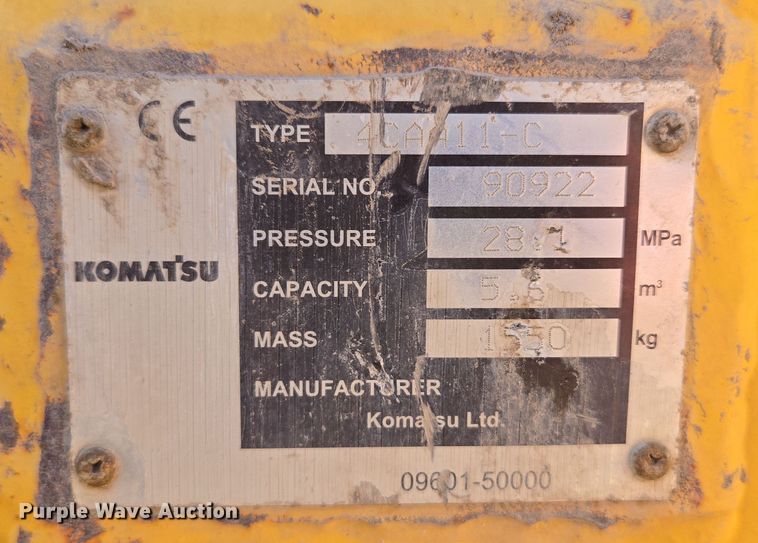 CE
TYPE 4CAA11-C
SERIAL NO. 90922
PRESSURE 28.1 MPa
KOMATSU
CAPACITY m³
MASS kg
MANUFACTURER
Komatsu Ltd.
09601-50000
Purple Wave Auction